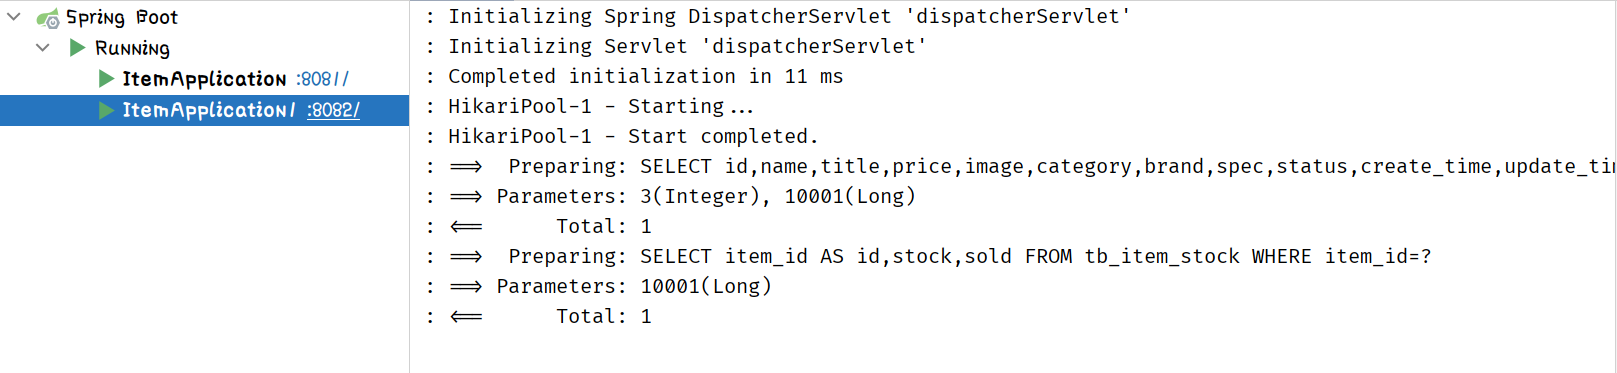 Spring Boot
Running
ItemApplication :8081/
ItemApplication1 :8082/
: Initializing Spring DispatcherServlet 'dispatcherServlet'
: Initializing Servlet 'dispatcherServlet'
: Completed initialization in 11 ms
: HikariPool-1 - Starting...
: HikariPool-1 - Start completed.
: ==>  Preparing: SELECT id,name,title,price,image,category,brand,spec,status,create_time,update_ti
: ==> Parameters: 3(Integer), 10001(Long)
: <==      Total: 1
: ==>  Preparing: SELECT item_id AS id,stock,sold FROM tb_item_stock WHERE item_id=?
: ==> Parameters: 10001(Long)
: <==      Total: 1